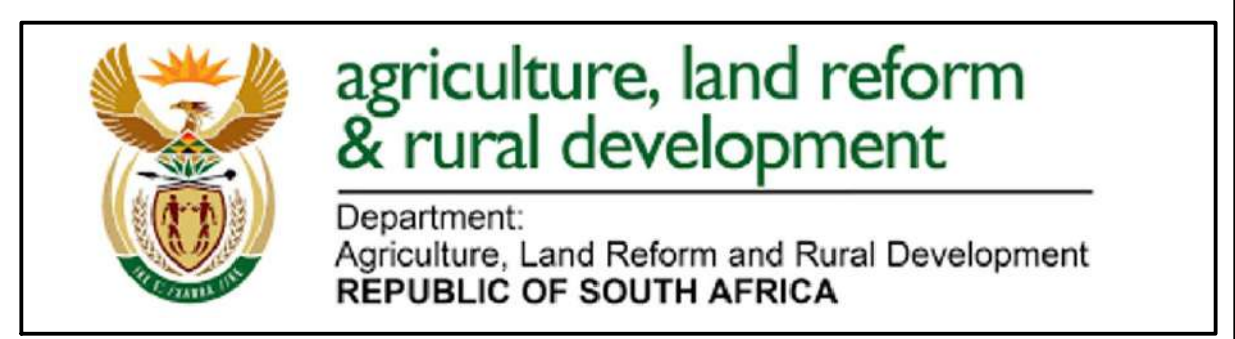 agriculture, land reform
& rural development
Department:
Agriculture, Land Reform and Rural Development
REPUBLIC OF SOUTH AFRICA